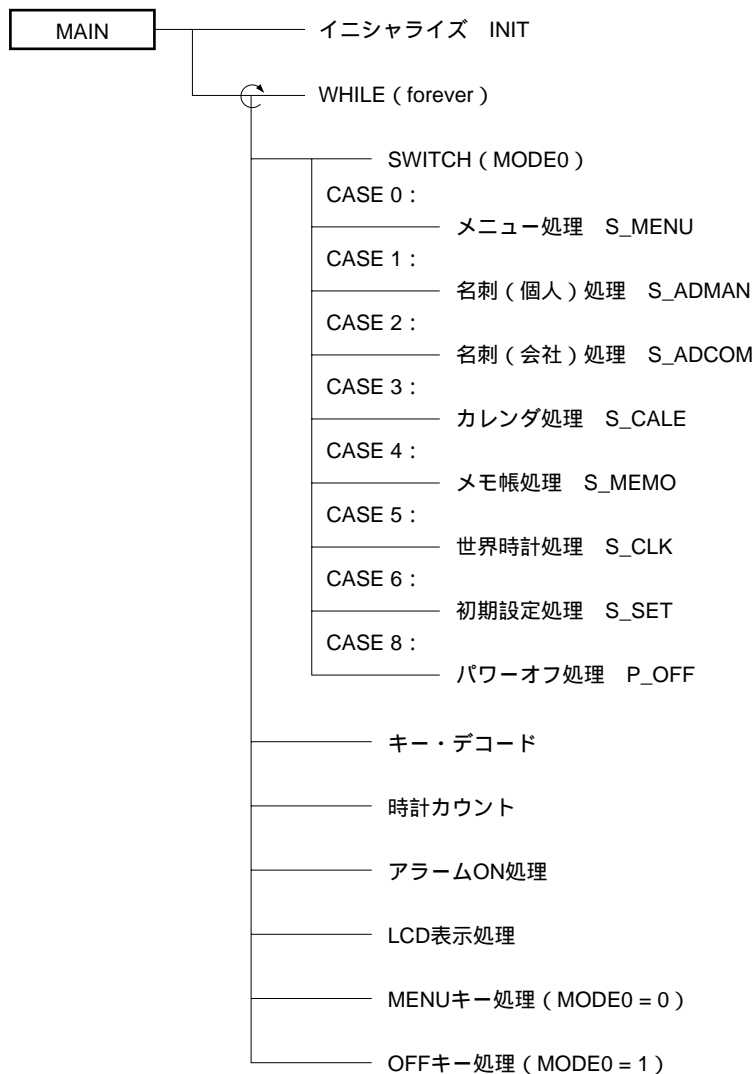 MAIN
イニシャライズ　INIT
WHILE（forever）
SWITCH（MODE0）
CASE 0：
メニュー処理　S_MENU
CASE 1：
名刺（個人）処理　S_ADMAN
CASE 2：
名刺（会社）処理　S_ADCOM
CASE 3：
カレンダ処理　S_CALE
CASE 4：
メモ帳処理　S_MEMO
CASE 5：
世界時計処理　S_CLK
CASE 6：
初期設定処理　S_SET
CASE 8：
パワーオフ処理　P_OFF
キー・デコード
時計カウント
アラームON処理
LCD表示処理
MENUキー処理（MODE0 = 0）
OFFキー処理（MODE0 = 1）